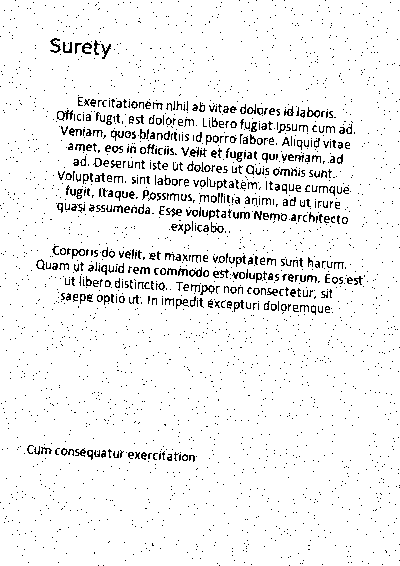 Surety
Exercitationem nihil ab vitae dolores id laboris.
Officia fugit, est dolorem. Libero fugiat ipsum cum ad.
Veniam, quos blanditiis id porro labore. Aliquid vitae
amet, eos in officiis. Velit et fugiat qui veniam, ad
ad. Deserunt iste ut dolores ut Quis omnis sunt.
Voluptatem. sint labore voluptatem. Itaque cumque
fugit, Itaque. Possimus, mollitia animi, ad ut irure
quasi assumenda. Esse voluptatum Nemo architecto
explicabo..
Corporis do velit, et maxime voluptatem sunt harum.
Quam ut aliquid rem commodo est voluptas rerum. Eos est
ut libero distinctio.. Tempor non consectetur, sit
saepe optio ut. In impedit excepturi doloremque.
Cum consequatur exercitation